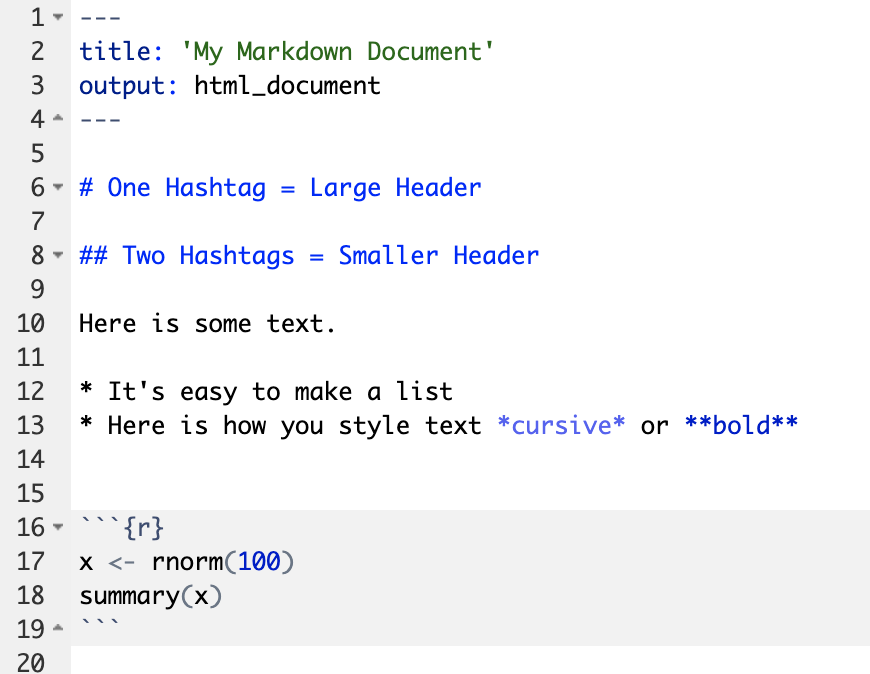 1 ---
2 title: 'My Markdown Document'
3 output: html_document
4 ---
5
6 # One Hashtag = Large Header
7
8 ## Two Hashtags = Smaller Header
9
10 Here is some text.
11
12 * It's easy to make a list
13 * Here is how you style text *cursive* or **bold**
14
15
16 ```{r}
17 x <- rnorm(100)
18 summary(x)
19 ```
20